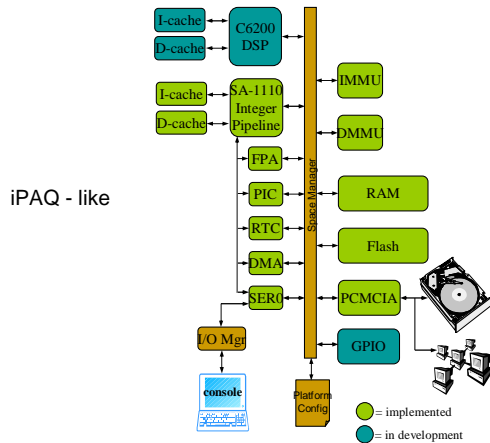 I-cache
D-cache
C6200
DSP
I-cache
D-cache
SA-1110
Integer
Pipeline
IMMU
DMMU
FPA
iPAQ - like
PIC
RTC
DMA
SER0
Space Manager
RAM
Flash
PCMCIA
GPIO
I/O Mgr
console
Platform
Config
= implemented
= in development